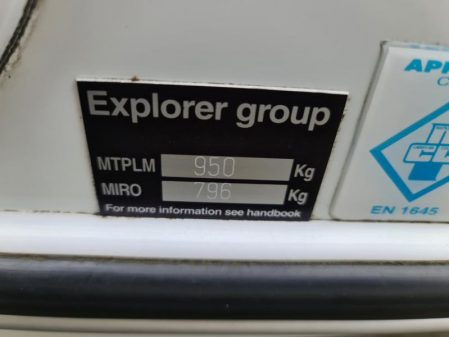 Explorer group
MTPLM 950 Kg
MIRO 796 Kg
For more information see handbook
EN 1645